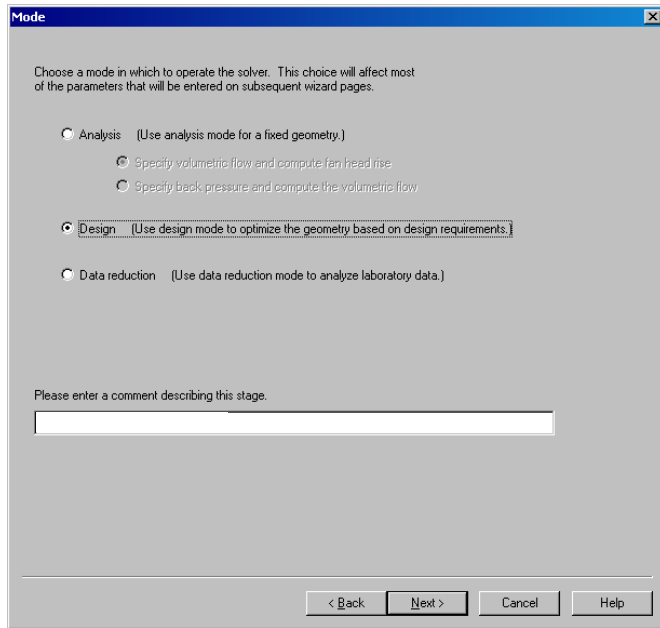 Mode
Choose a mode in which to operate the solver. This choice will affect most
of the parameters that will be entered on subsequent wizard pages.
Analysis (Use analysis mode for a fixed geometry.)
Specify volumetric flow and compute fan head rise
Specify back pressure and compute the volumetric flow
Design (Use design mode to optimize the geometry based on design requirements.)
Data reduction (Use data reduction mode to analyze laboratory data.)
Please enter a comment describing this stage.
< Back Next > Cancel Help